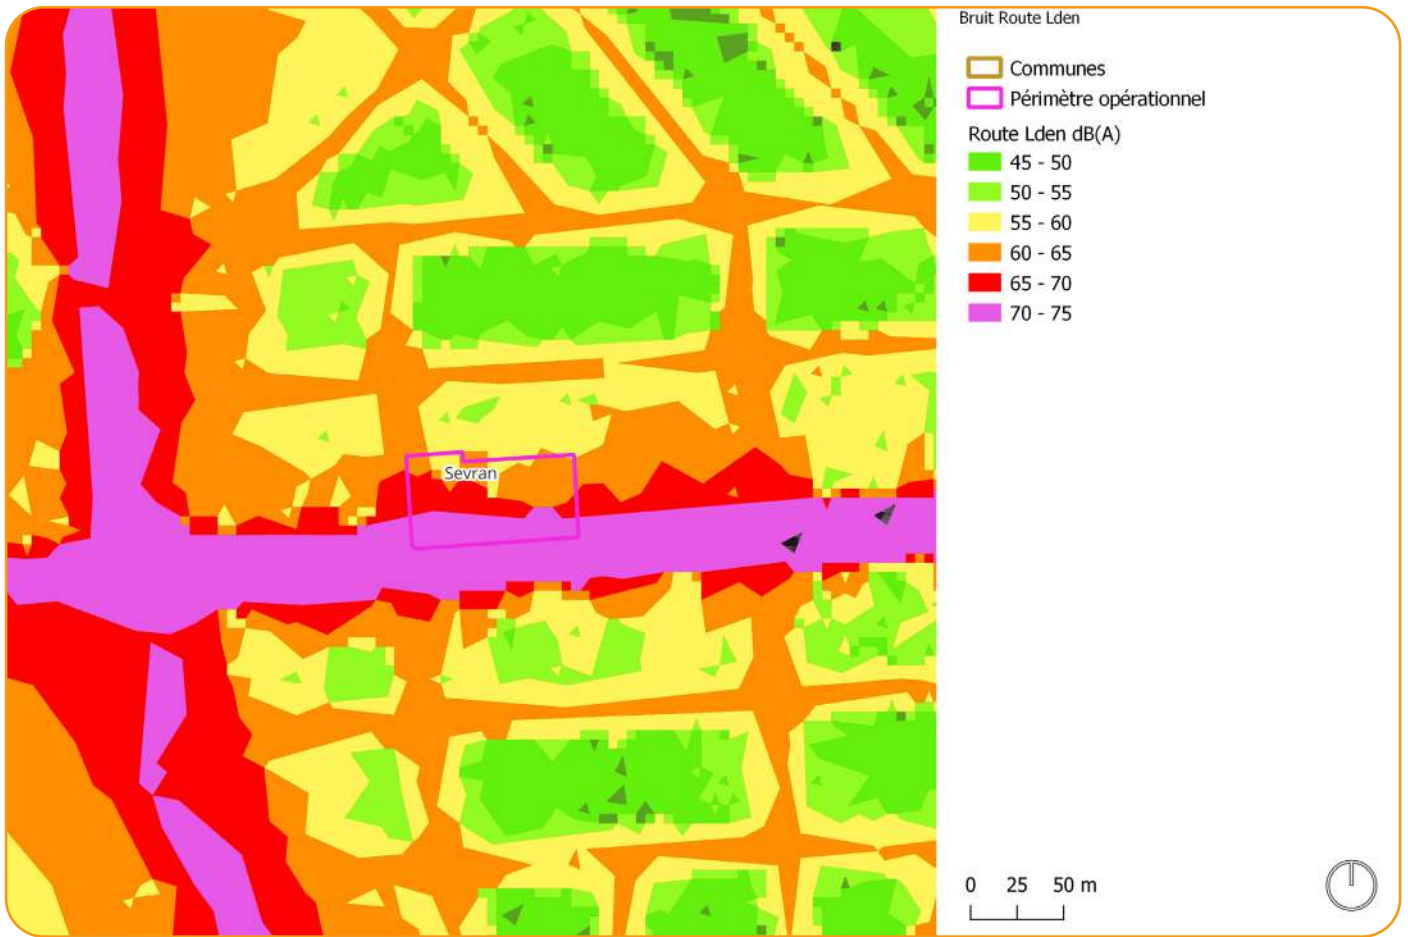 Bruit Route Lden
Communes
Périmètre opérationnel
Route Lden dB(A)
45 - 50
50 - 55
55 - 60
60 - 65
65 - 70
70 - 75
Sevran
0 25 50 m